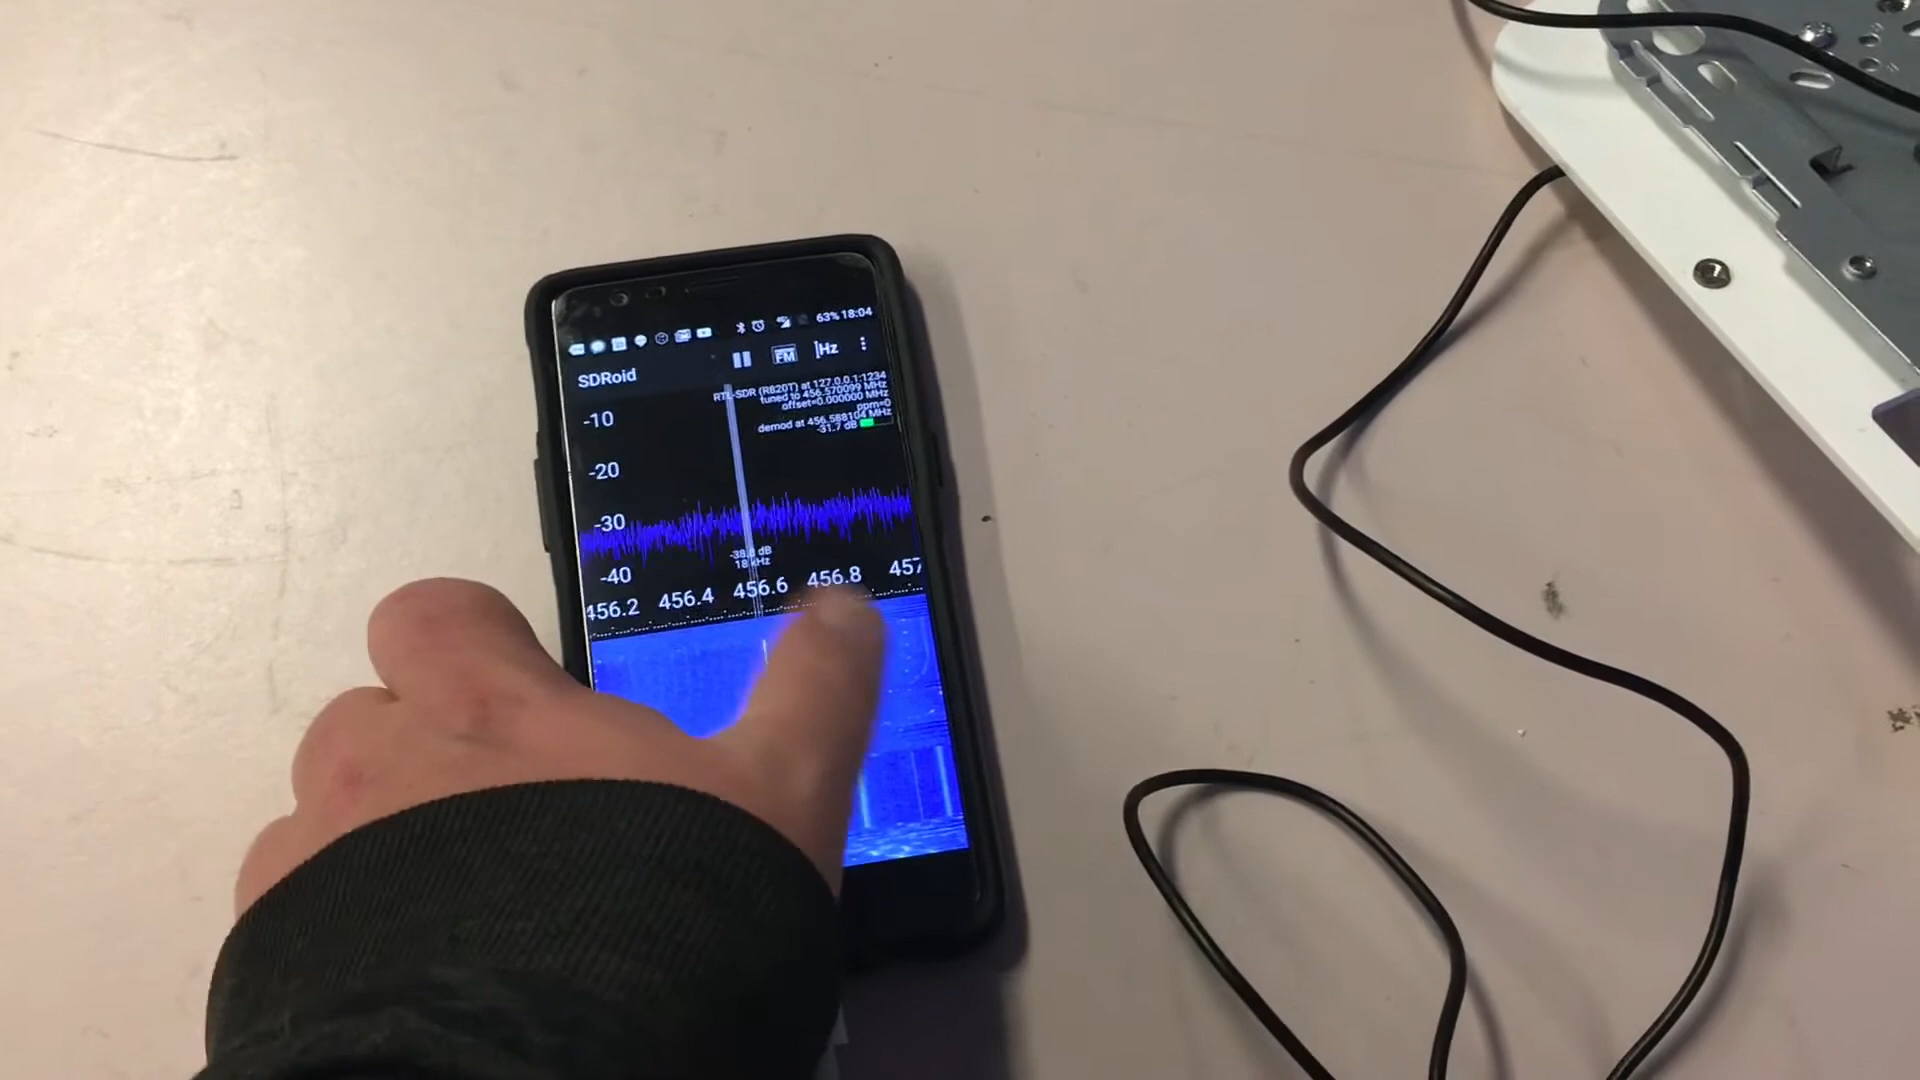 63% 18:04
SDRoid
FM
Hz
RTL-SDR (R820T) at 127.0.0.1:1234
tuned to 456.570099 MHz
offset=0.000000 MHz
ppm=0
demod at 456.588104 MHz
-31.7 dB
-10
-20
-30
-40
dB
18 kHz
456.2 456.4 456.6 456.8 457